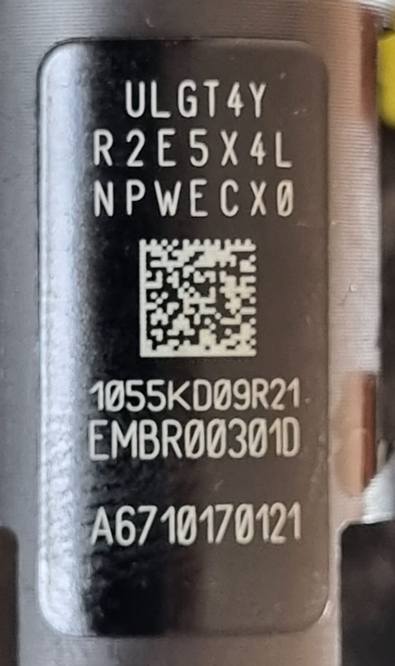 ULGT4Y
R2E5X4L
NPWECX0
1055KD09R21
EMBR00301D
A6710170121